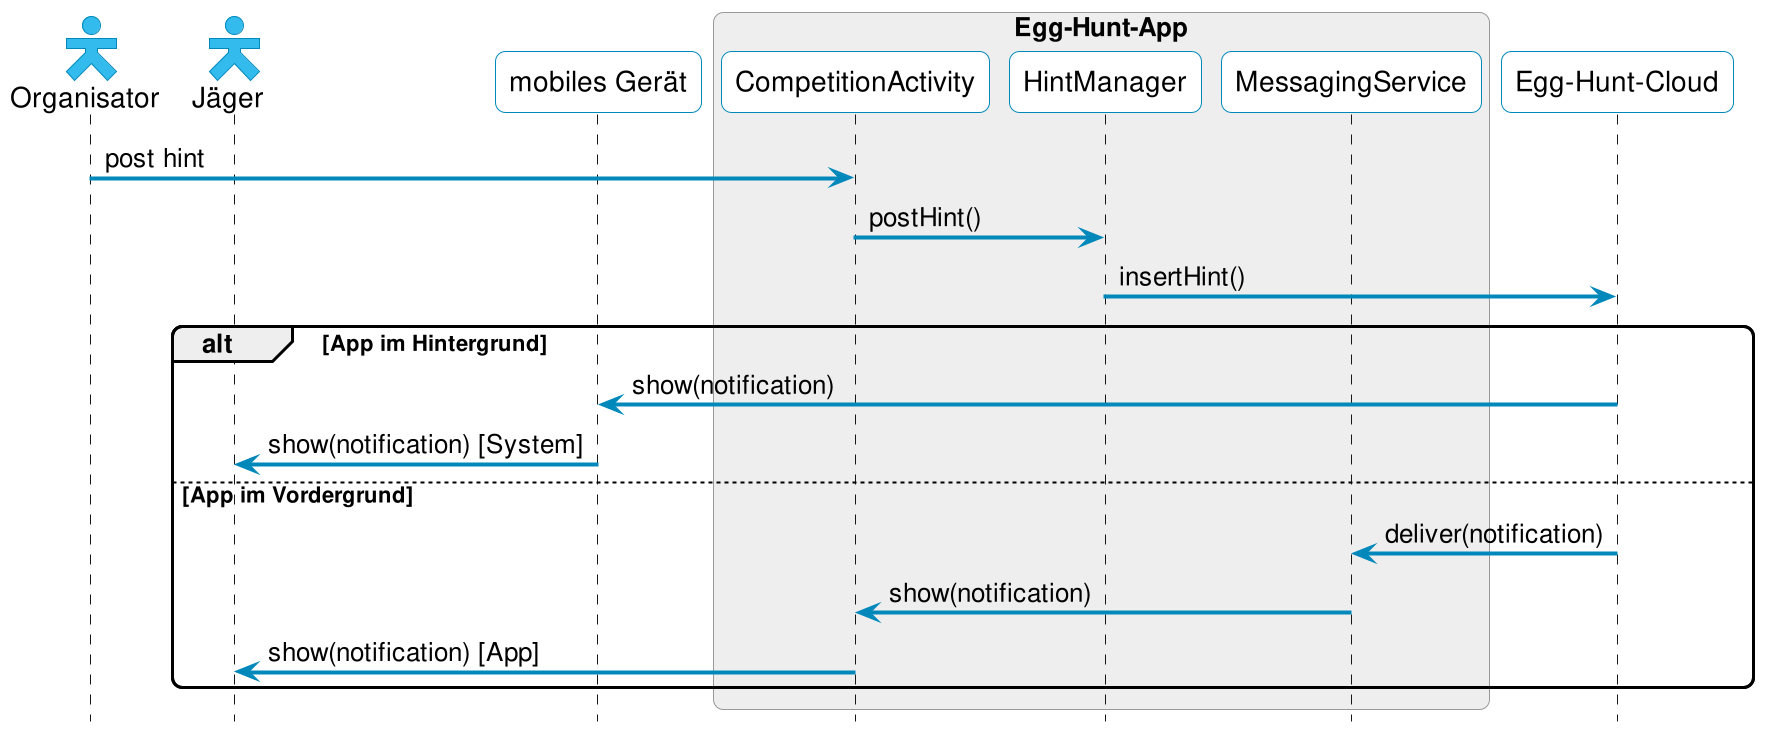 Egg-Hunt-App
Organisator
Jäger
mobiles Gerät
CompetitionActivity
HintManager
MessagingService
Egg-Hunt-Cloud
post hint
postHint()
insertHint()
alt
[App im Hintergrund]
show(notification)
show(notification) [System]
[App im Vordergrund]
deliver(notification)
show(notification)
show(notification) [App]